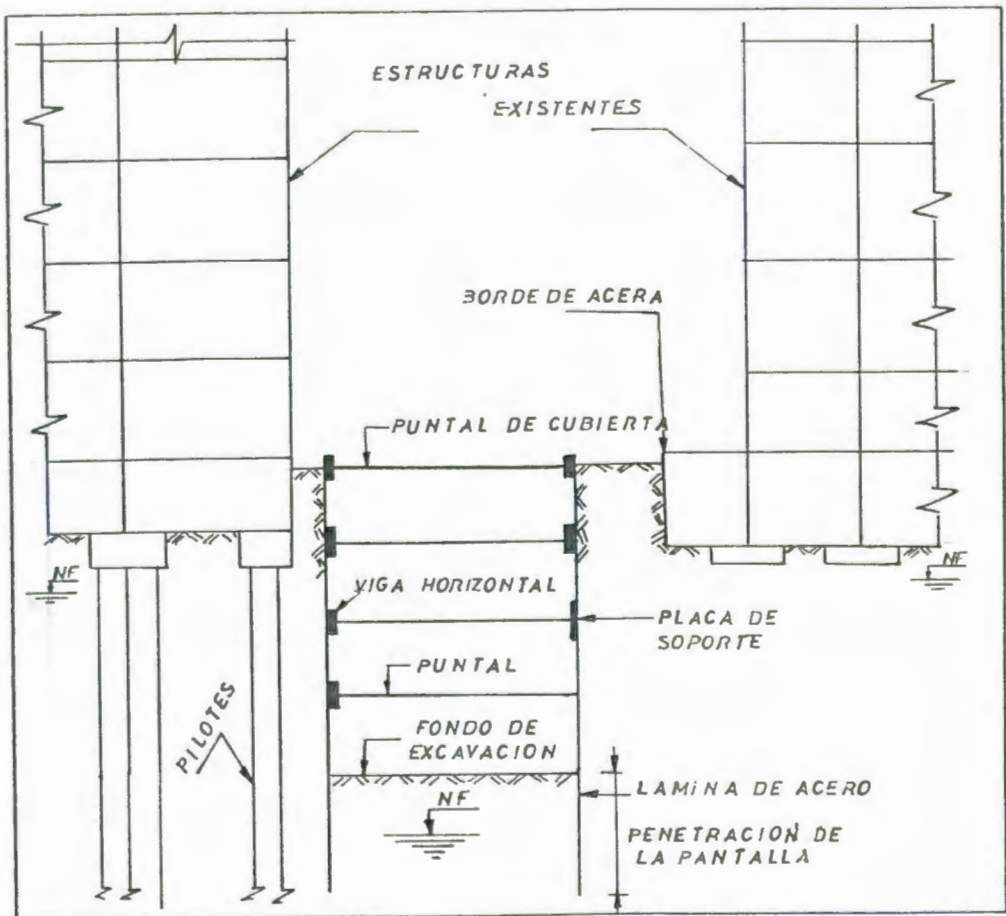 ESTRUCTURAS
EXISTENTES
BORDE DE ACERA
PUNTAL DE CUBIERTA
NF
NF
VIGA HORIZONTAL
PLACA DE
SOPORTE
PUNTAL
PILOTES
FONDO DE
EXCAVACION
NF
LAMINA DE ACERO
PENETRACION DE
LA PANTALLA